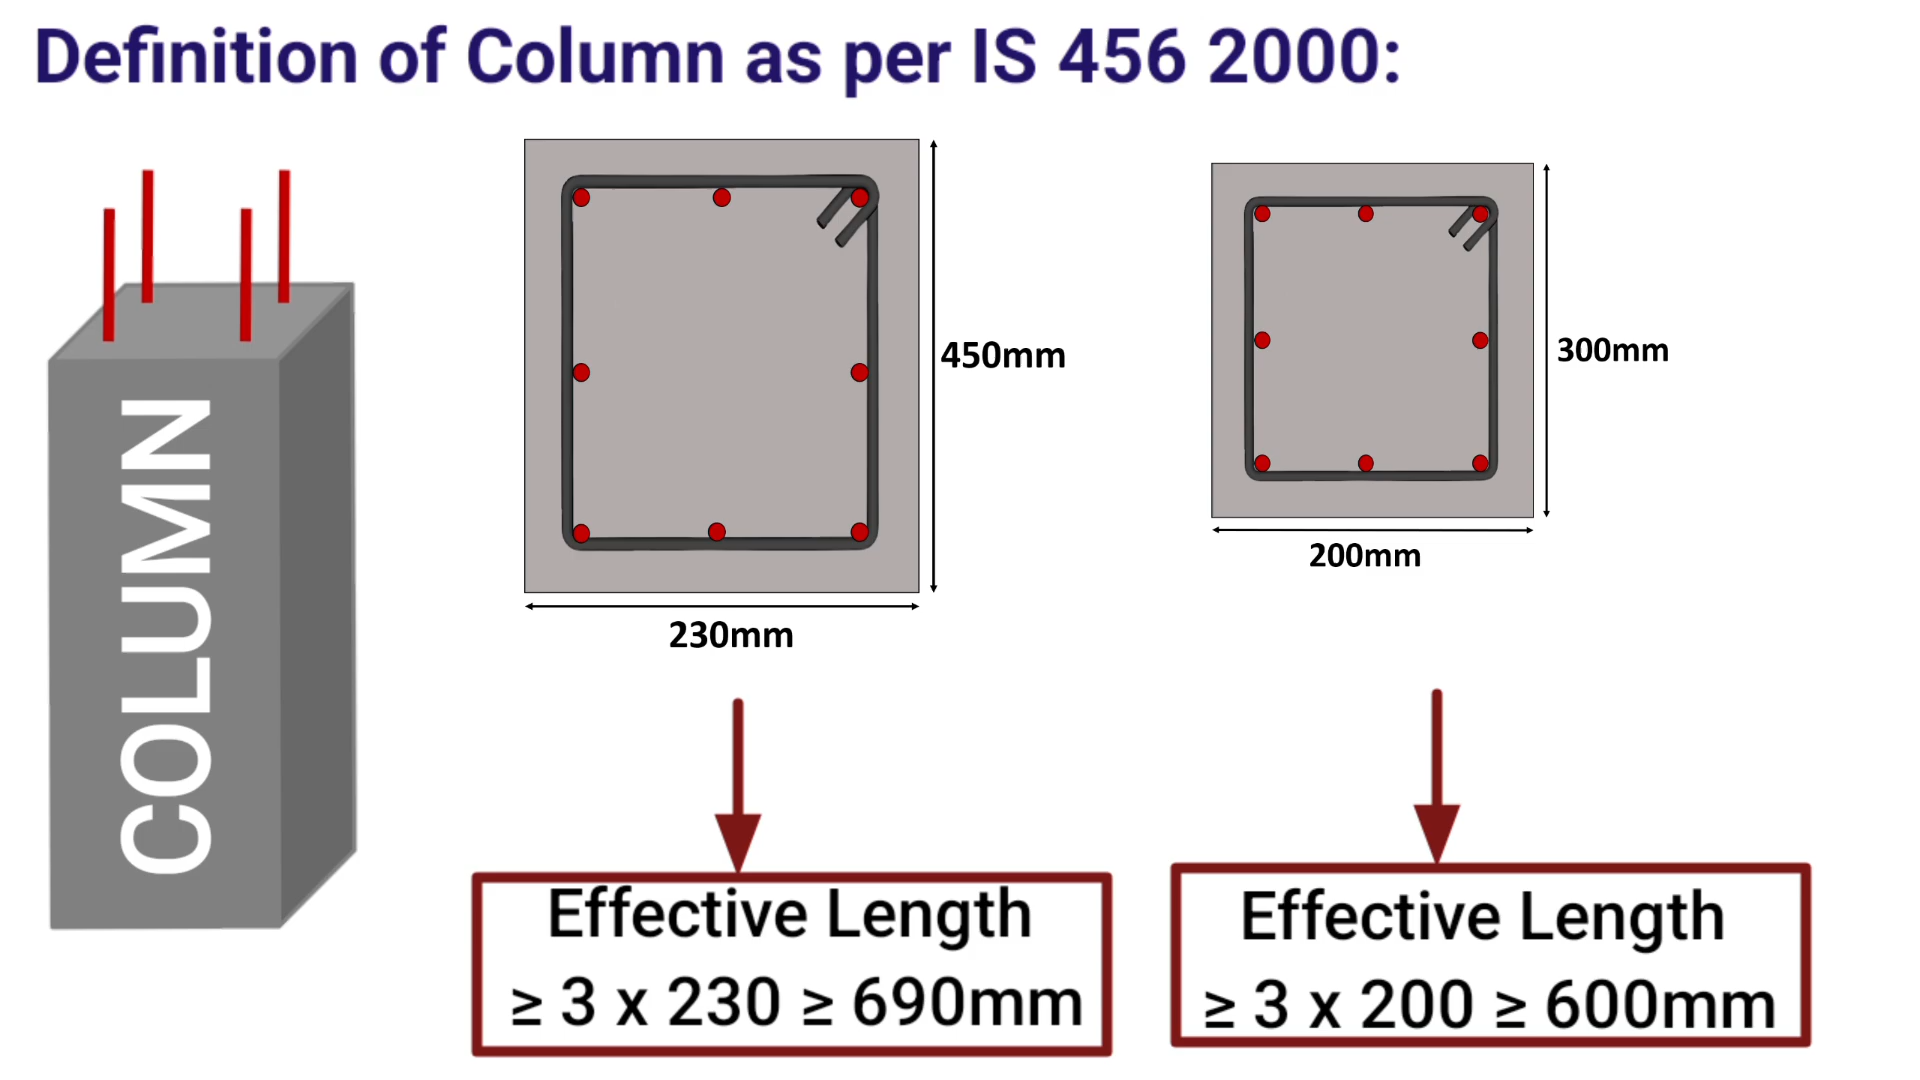 Definition of Column as per IS 456 2000:
COLUMN
450mm
230mm
300mm
200mm
Effective Length
≥ 3 x 230 ≥ 690mm
Effective Length
≥ 3 x 200 ≥ 600mm